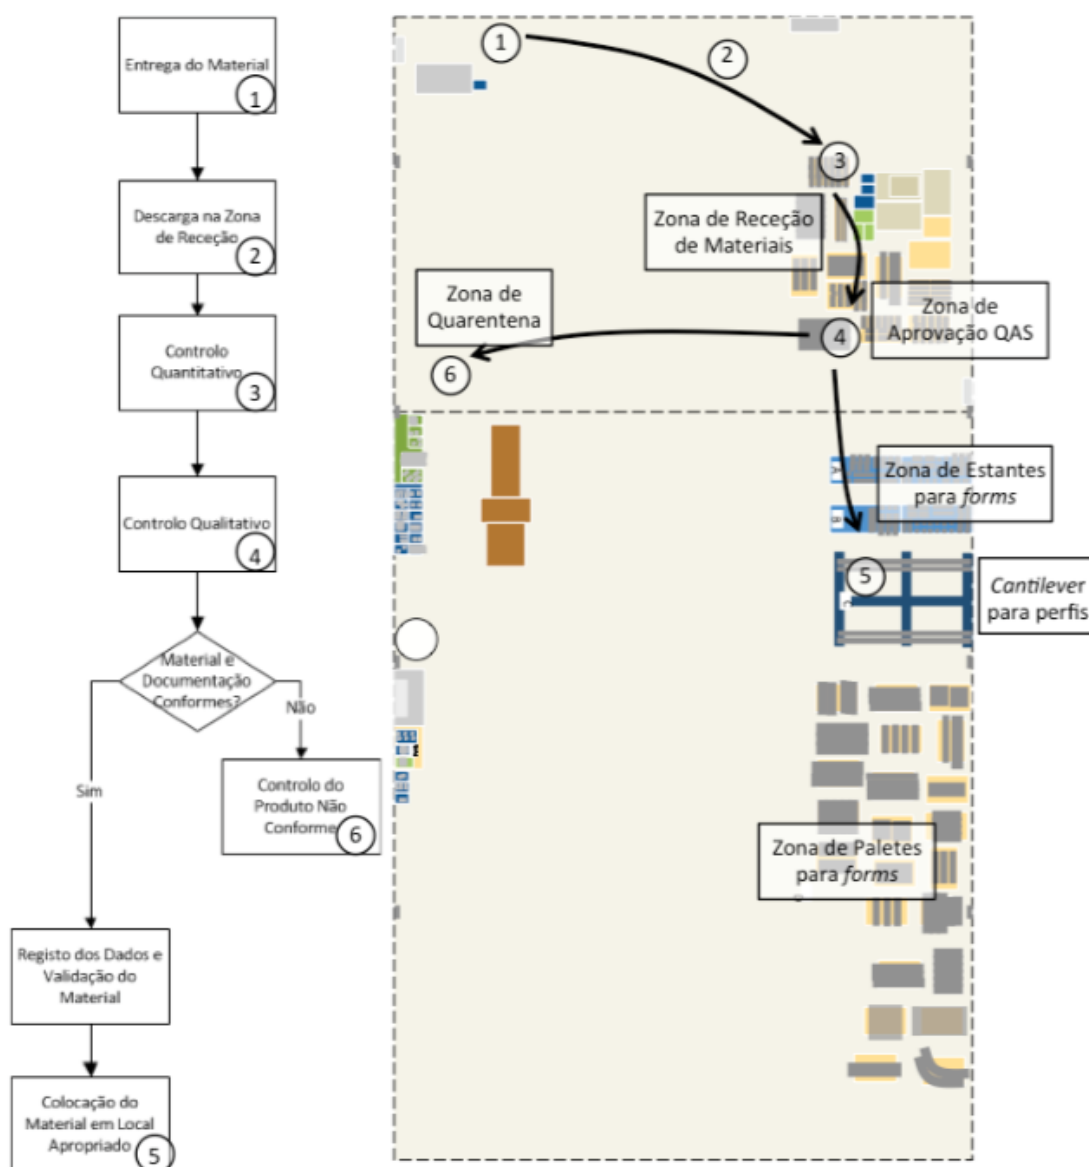 Entrega do Material
1
Descarga na Zona
de Receção
2
Controlo
Quantitativo
3
Controlo Qualitativo
4
Material e
Documentação
Conformes?
Não
Sim
Controlo do
Produto Não
Conforme
6
Registo dos Dados e
Validação do
Material
Colocação do
Material em Local
Apropriado
5
1
2
3
Zona de Receção
de Materiais
Zona de
Quarentena
Zona de
Aprovação QAS
4
6
A
Zona de Estantes
para forms
B
5
C
Cantilever
para perfis
Zona de Paletes
para forms